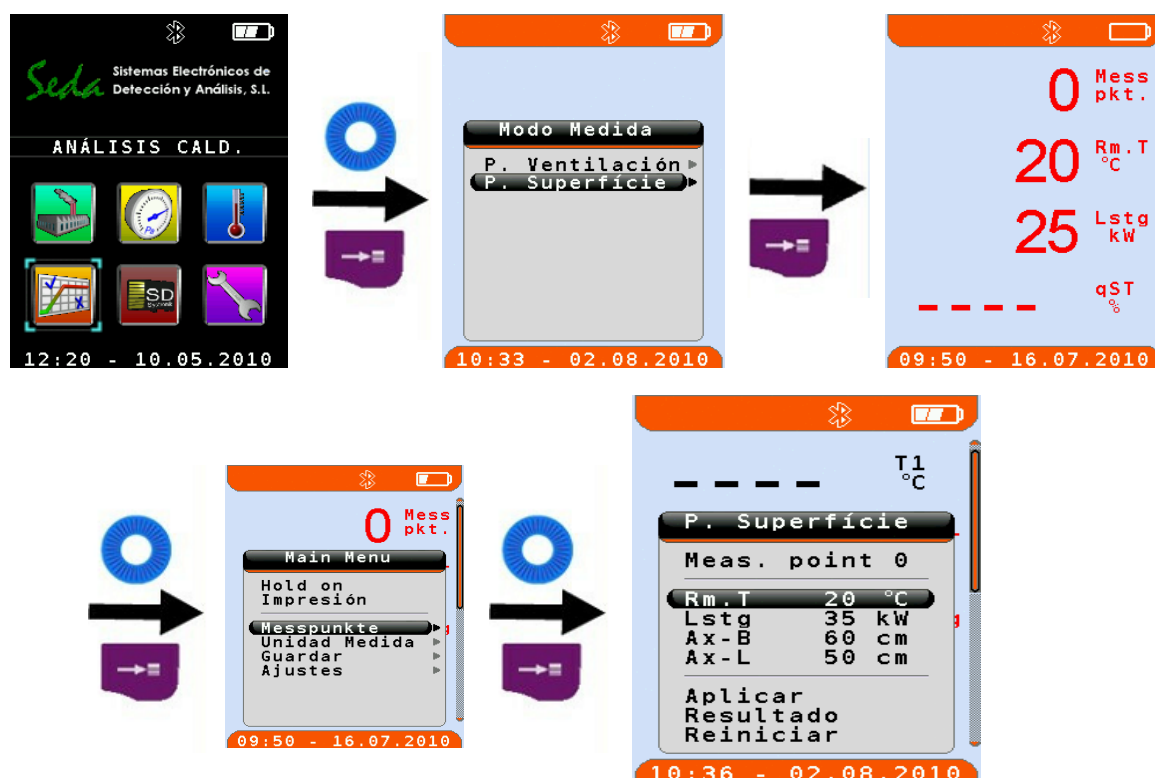 Seda
Sistemas Electrónicos de
Detección y Análisis, S.L.
ANÁLISIS CALD.
Pa
SD
12:20 - 10.05.2010
Modo Medida
P. Ventilación
P. Superfície
10:33 - 02.08.2010
0 Mess pkt.
20 Rm.T °C
25 Lstg kW
---- qST %
09:50 - 16.07.2010
0 Mess pkt.
Main Menu
Hold on
Impresión
Messpunkte
Unidad Medida
Guardar
Ajustes
09:50 - 16.07.2010
---- T1 °C
P. Superfície
Meas. point 0
Rm.T 20 °C
Lstg 35 kW
Ax-B 60 cm
Ax-L 50 cm
Aplicar
Resultado
Reiniciar
10:36 - 02.08.2010